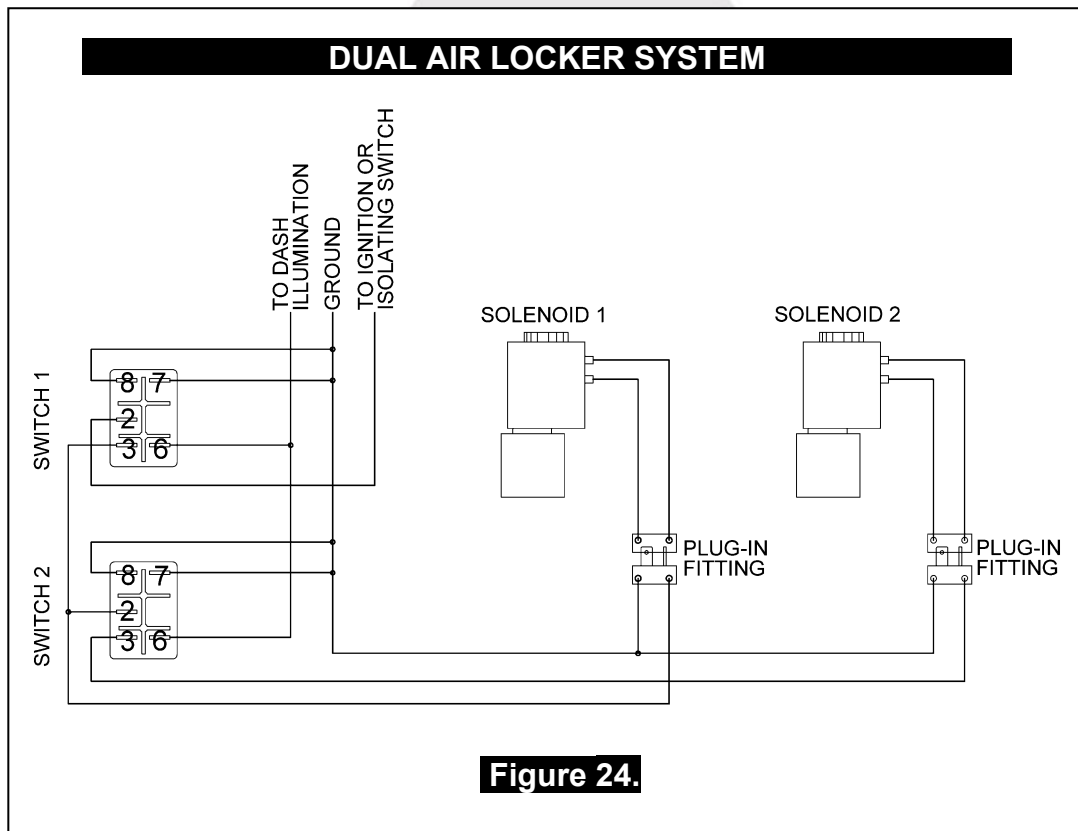 DUAL AIR LOCKER SYSTEM
TO DASH
ILLUMINATION
GROUND
TO IGNITION OR
ISOLATING SWITCH
SOLENOID 1
SOLENOID 2
SWITCH 1
8 7
2
3 6
PLUG-IN
FITTING
PLUG-IN
FITTING
SWITCH 2
8 7
2
3 6
Figure 24.